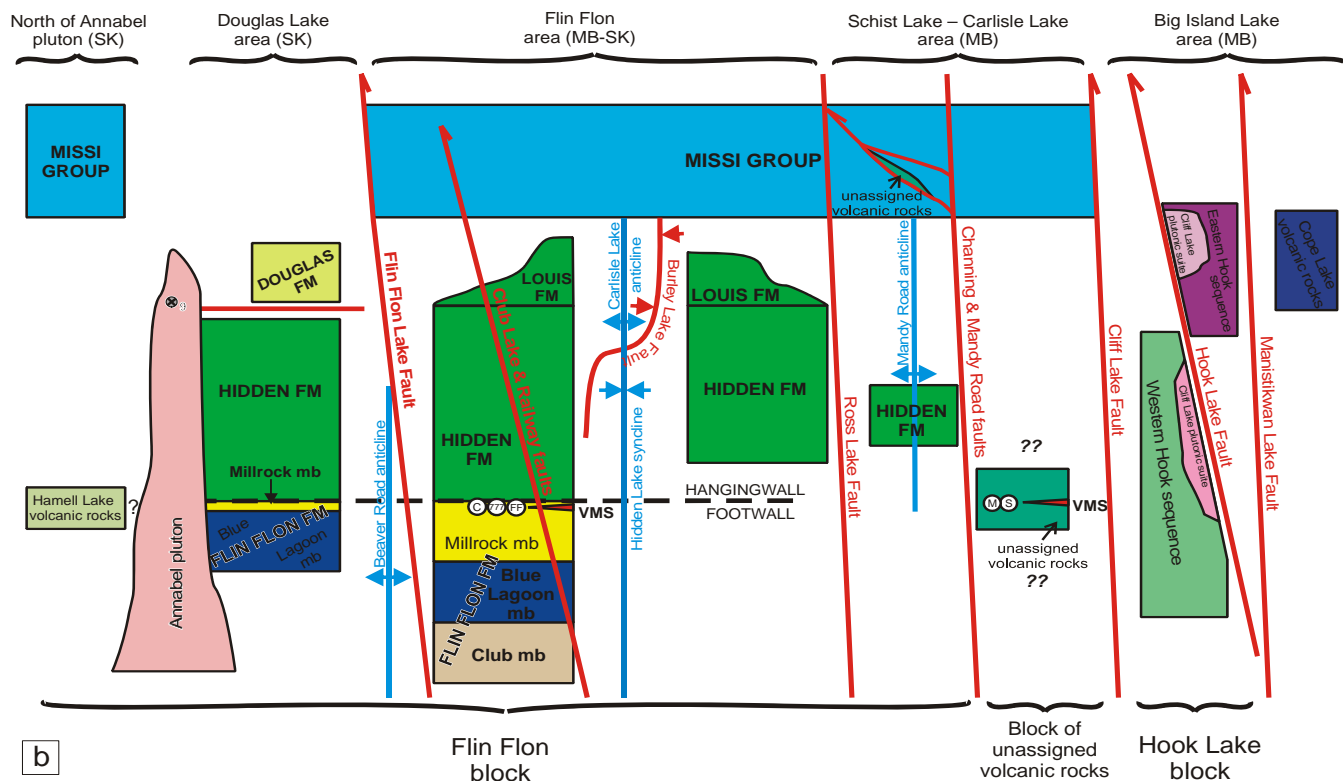 North of Annabel
pluton (SK)
Douglas Lake
area (SK)
Flin Flon
area (MB-SK)
Schist Lake – Carlisle Lake
area (MB)
Big Island Lake
area (MB)
MISSI
GROUP
MISSI GROUP
unassigned
volcanic rocks
DOUGLAS
FM
HIDDEN FM
Millrock mb
Blue
Lagoon
mb
FLIN FLON FM
Hamell Lake
volcanic rocks
?
Annabel pluton
Beaver Road anticline
Flin Flon Lake Fault
LOUIS
FM
HIDDEN
FM
Club Lake & Railway faults
C
777
FF
VMS
Millrock mb
Blue
Lagoon
mb
FLIN FLON FM
Club mb
Carlisle Lake
anticline
Hidden Lake syncline
Burley Lake
Fault
LOUIS FM
HIDDEN FM
HANGINGWALL
FOOTWALL
Ross Lake Fault
Mandy Road anticline
HIDDEN
FM
Channing & Mandy Road faults
??
M
S
VMS
unassigned
volcanic rocks
??
Cliff Lake Fault
Western Hook sequence
Cliff Lake plutonic suite
Hook Lake Fault
Cliff Lake
plutonic suite
Eastern Hook
sequence
Manistikwan Lake Fault
Cope Lake
volcanic rocks
b
Flin Flon
block
Block of
unassigned
volcanic rocks
Hook Lake
block